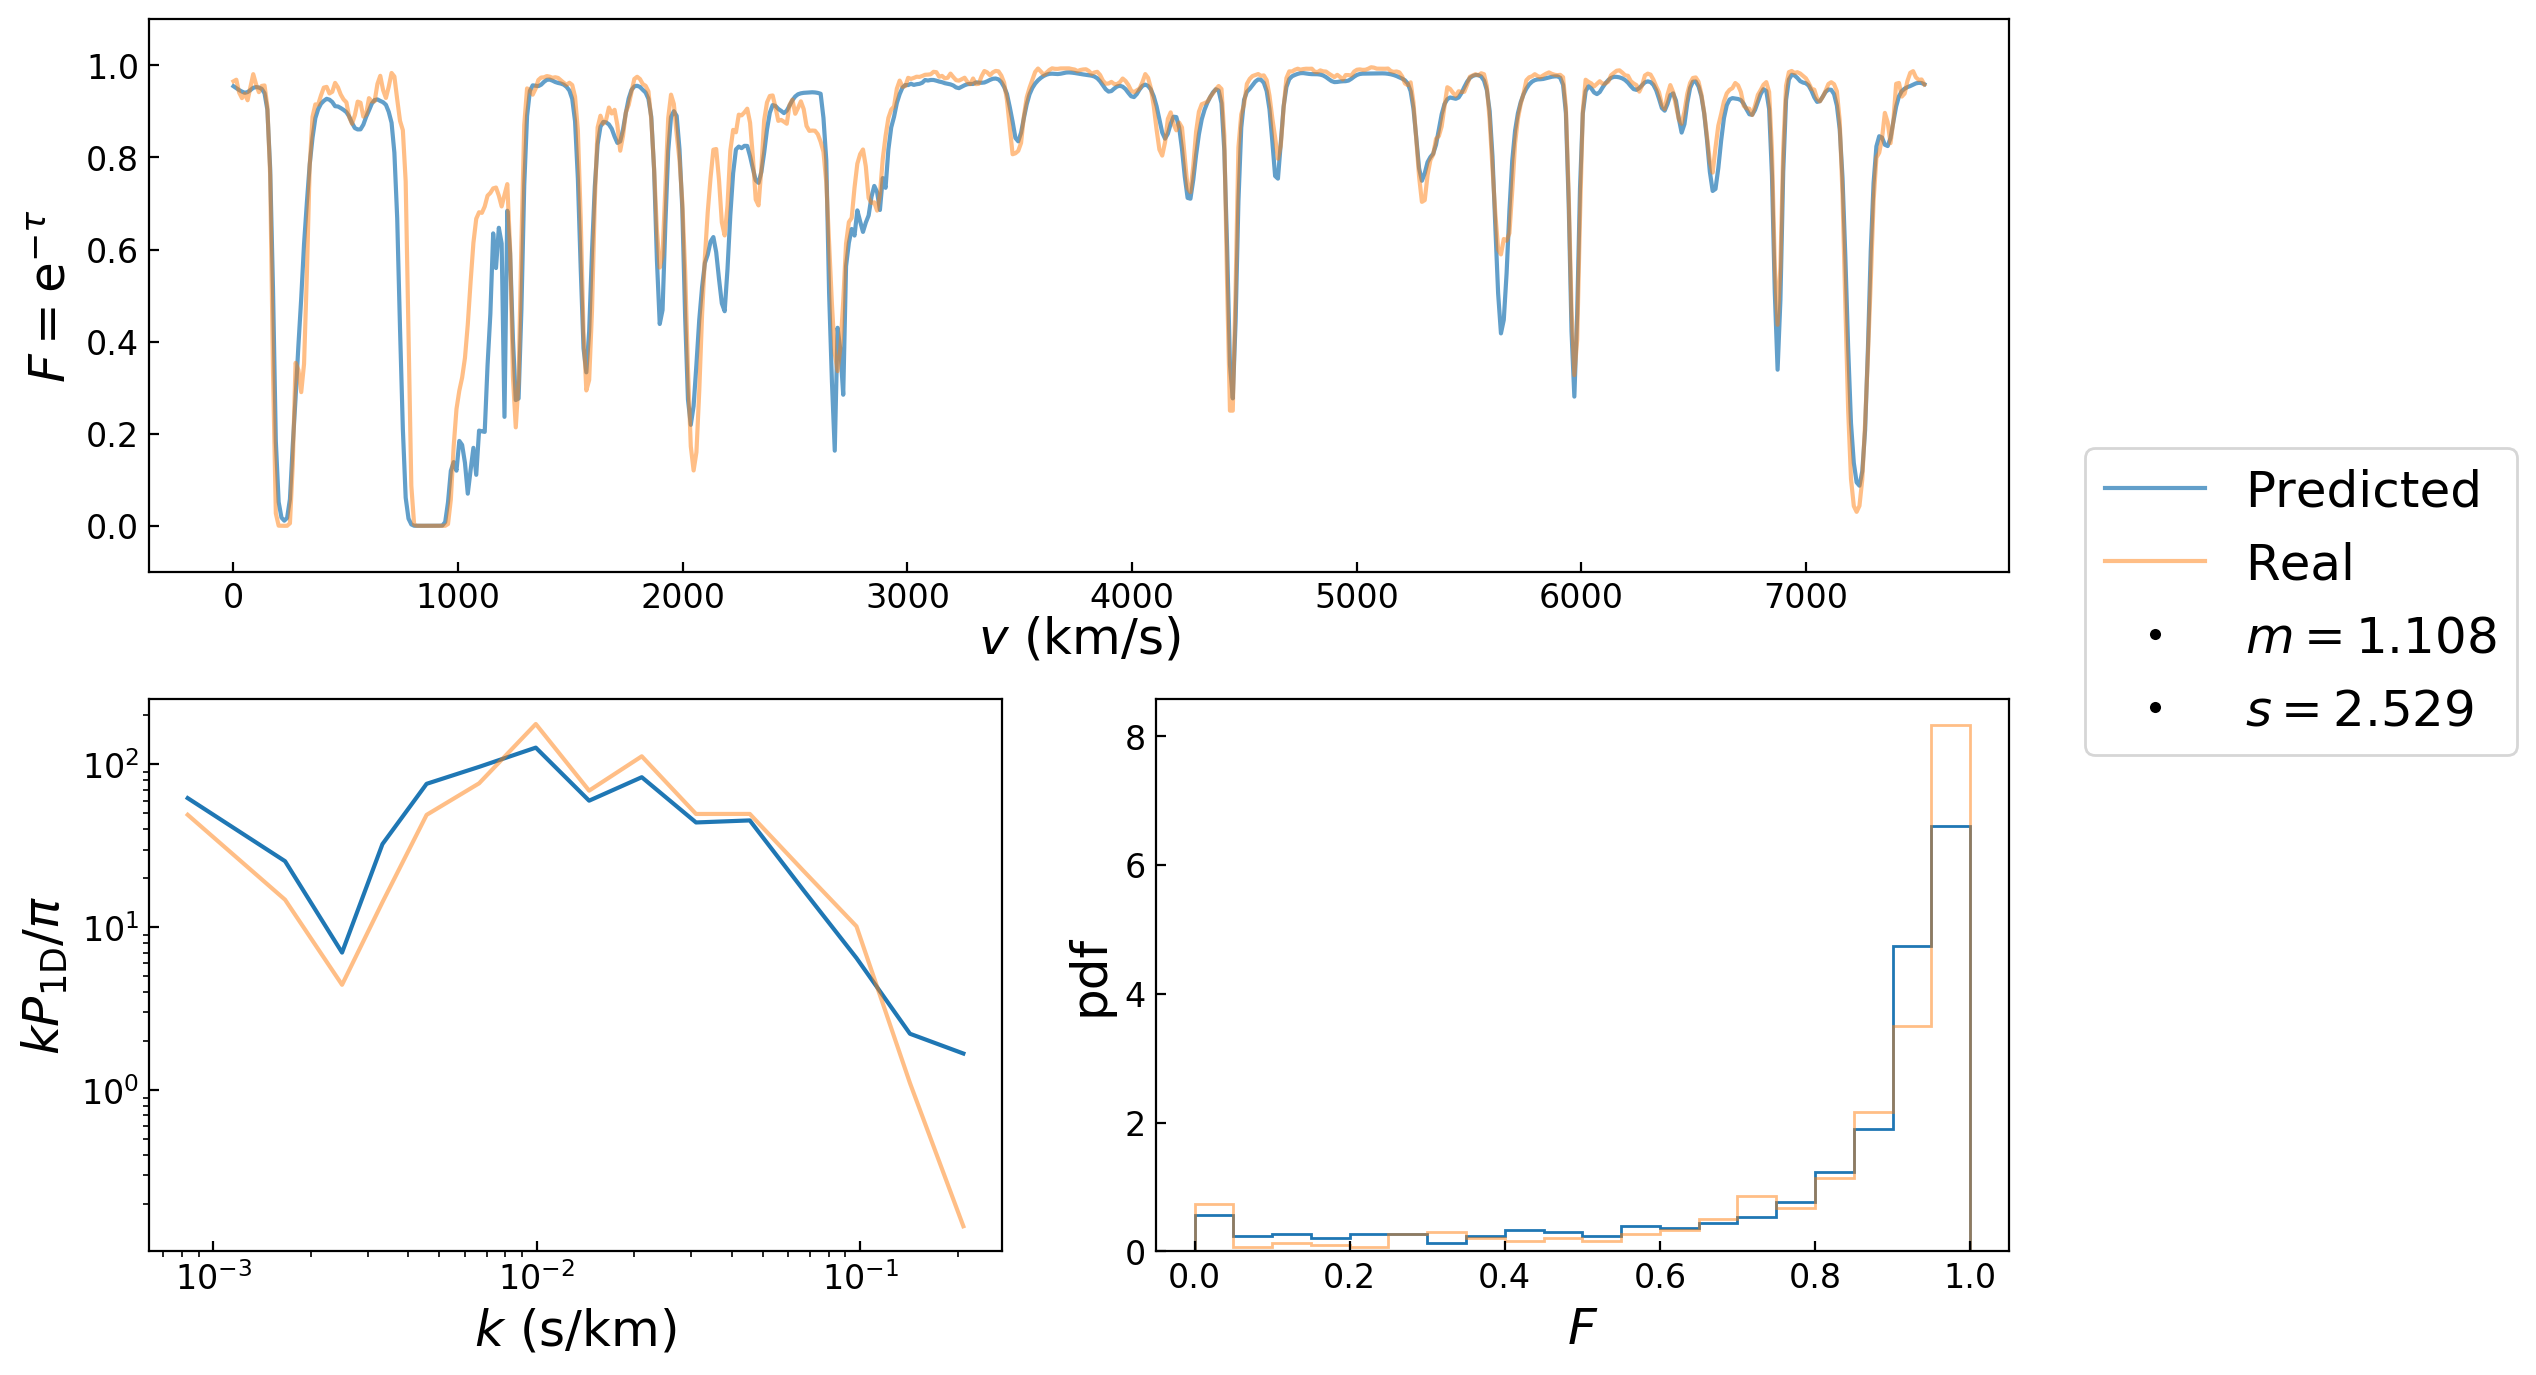 F = e^{-τ}
1.0
0.8
0.6
0.4
0.2
0.0
0 1000 2000 3000 4000 5000 6000 7000
v (km/s)
Predicted
Real
m = 1.108
s = 2.529
kP_{1D}/π
10^2
10^1
10^0
10^{-3} 10^{-2} 10^{-1}
k (s/km)
pdf
8
6
4
2
0
0.0 0.2 0.4 0.6 0.8 1.0
F